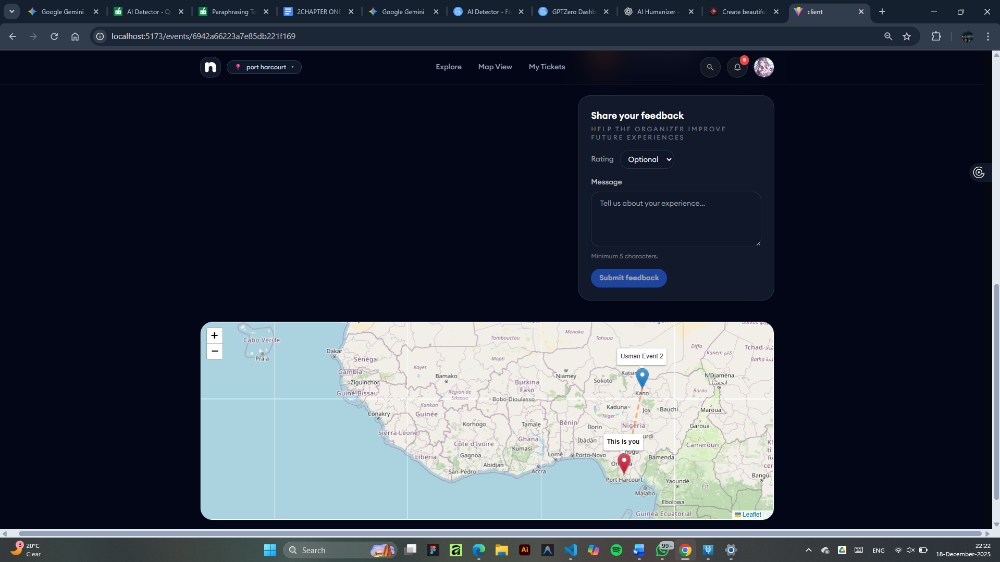 Google Gemini
AI Detector - Q
Paraphrasing To
2CHAPTER ONE
Google Gemini
AI Detector - Fr
GPTZero Dashb
AI Humanizer -
Create beautifu
client
localhost:5173/events/6942a66223a7e85db221f169
n
port harcourt
Explore
Map View
My Tickets
5
Share your feedback
HELP THE ORGANIZER IMPROVE
FUTURE EXPERIENCES
Rating
Optional
Message
Tell us about your experience...
Minimum 5 characters.
Submit feedback
+
−
Cabo Verde
Praia
Dakar
Sénégal
Gambia
Ziguinchor
Guiné-Bissau
Kayes
Bamako
Région de
Sikasso
Kankan
Guinée
Conakry
Sierra Leone
Liberia
Tombouctou
Mopti
Ménaka
Niamey
Burkina
Faso
Bobo-Dioulasso
Korhogo
Tamale
Côte d'Ivoire
Ghana
Gagnoa
Kumasi
Abidjan
San-Pédro
Accra
Lomé
Porto-Novo
Bénin
Tahoua
Usman Event 2
Sokoto
Katsin
Kano
Kaduna
Jos
Bauchi
Niger
Nigeria
Ìlọrin
Ìbàdàn
urdi
This is you
nugu
On
a
Port Harcourt
Diffa
Kanem كانم
Tchad
Batha
N'Djaména
انجمينا
Borno
Maroua
Garoua
Cameroun
Bamenda
Yaoundé
Est
Malabo
Ebolowa
Guinea Ecuatorial
Bangui
Leaflet
3
20°C
Clear
Search
Ai
99+
ENG
22:22
18-December-2025